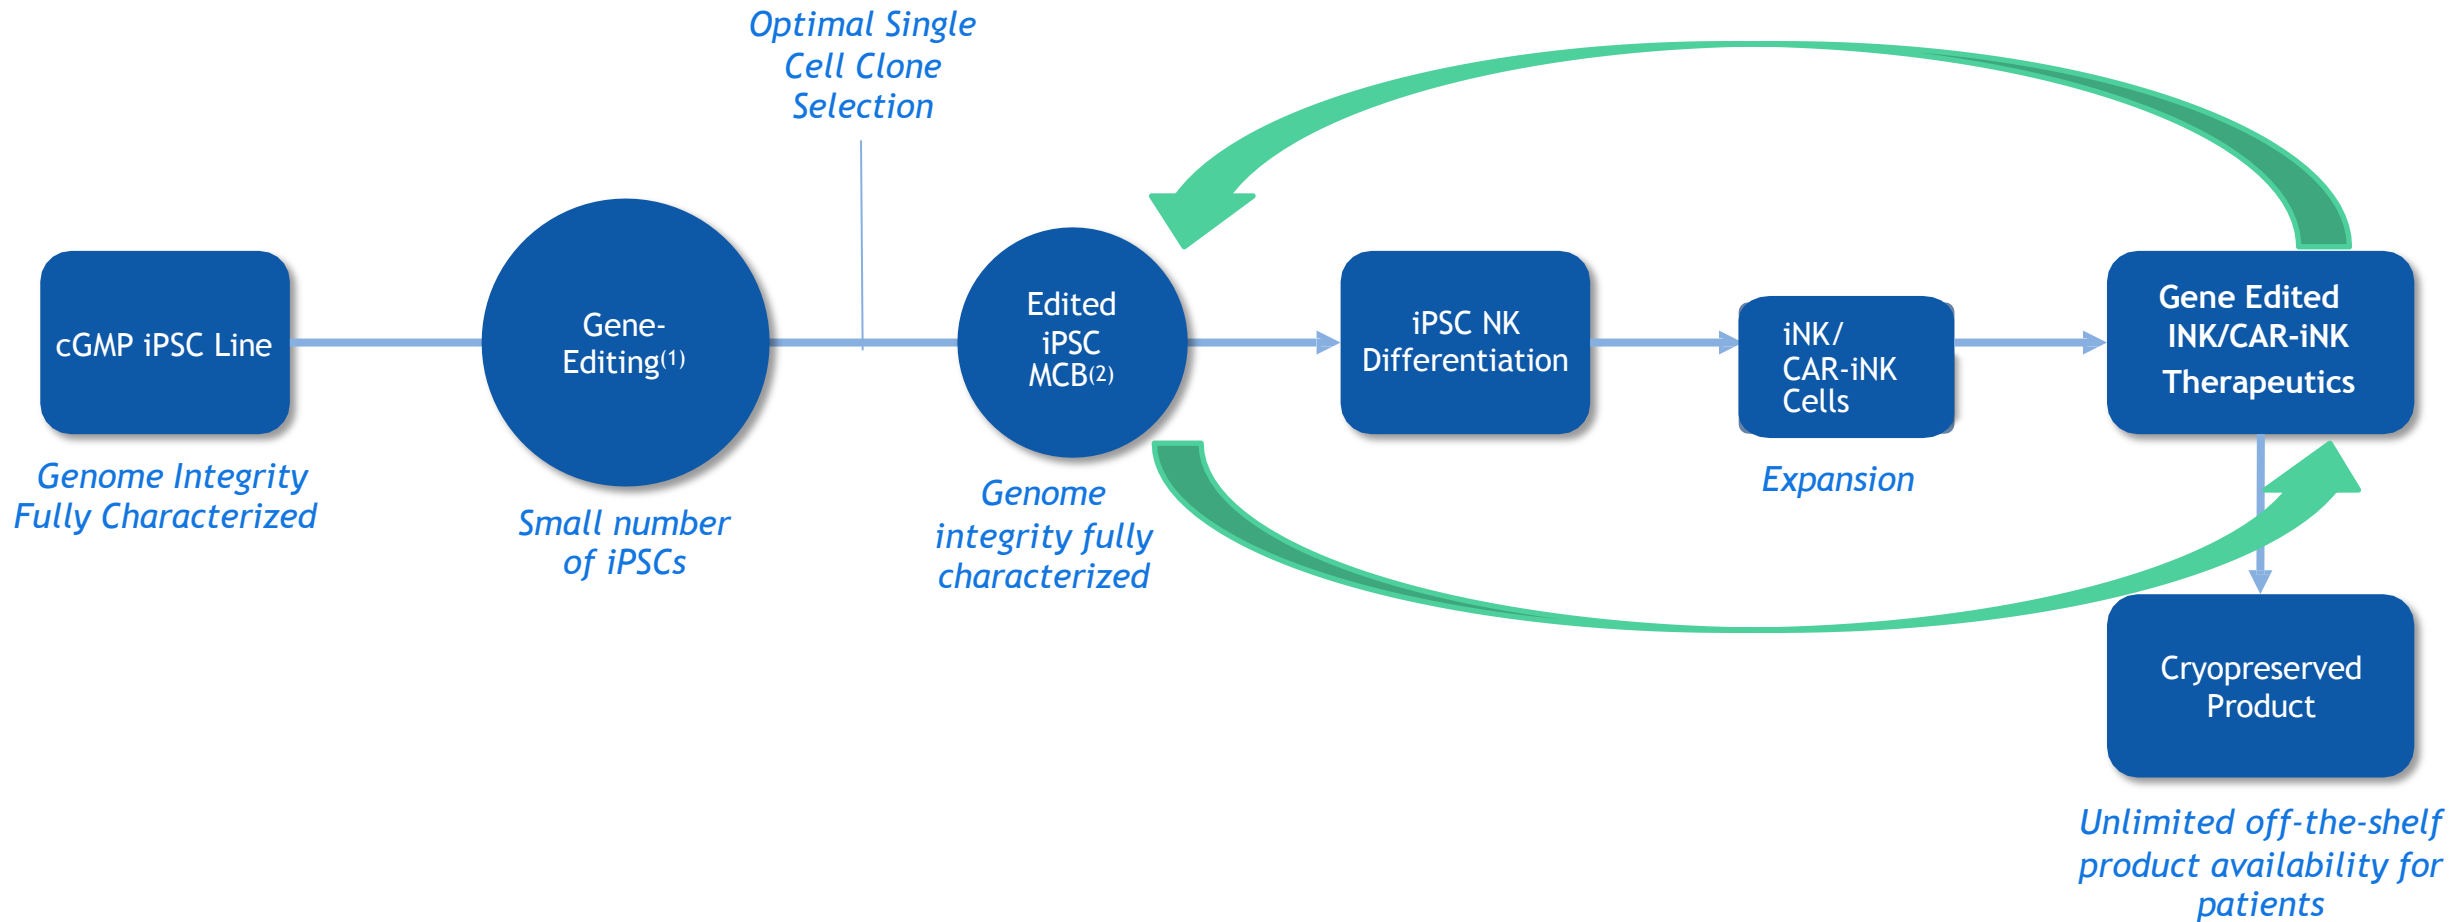 Optimal Single
Cell Clone
Selection
cGMP iPSC Line
Genome Integrity
Fully Characterized
Gene-
Editing(1)
Small number
of iPSCs
Edited
iPSC
MCB(2)
Genome
integrity fully
characterized
iPSC NK
Differentiation
iNK/
CAR-iNK
Cells
Expansion
Gene Edited
INK/CAR-iNK
Therapeutics
Cryopreserved
Product
Unlimited off-the-shelf
product availability for
patients